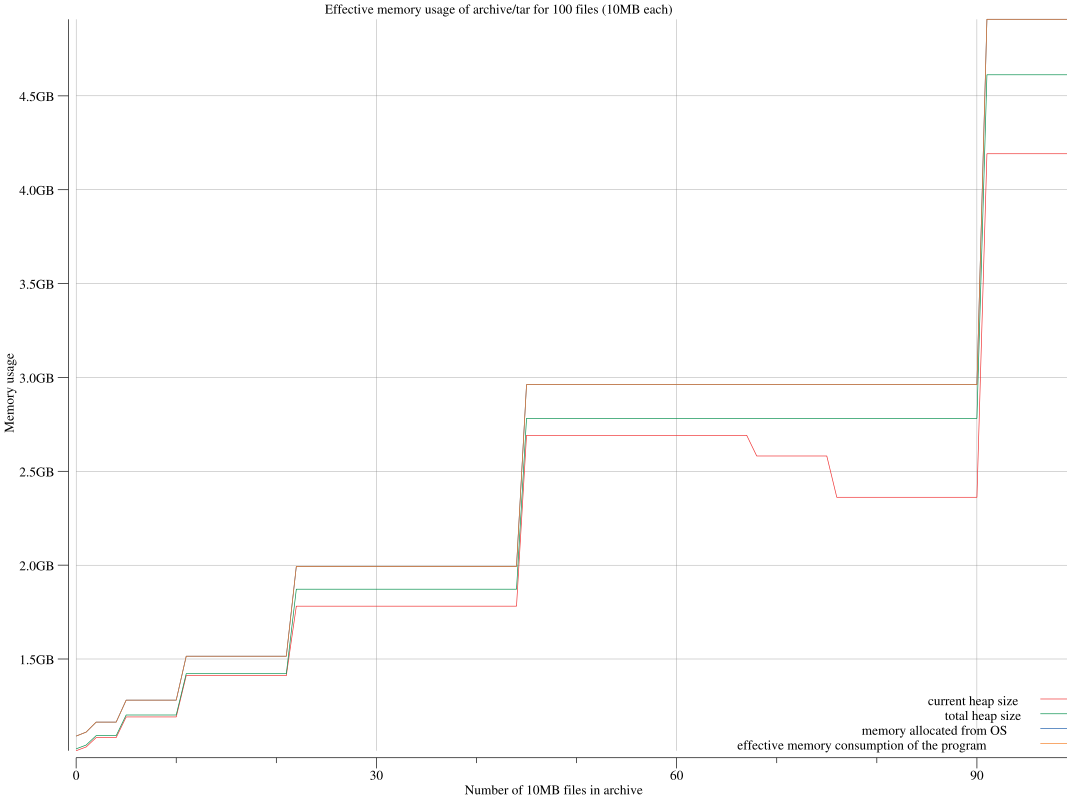 Effective memory usage of archive/tar for 100 files (10MB each)
4.5GB
4.0GB
3.5GB
3.0GB
2.5GB
2.0GB
1.5GB
Memory usage
current heap size
total heap size
memory allocated from OS
effective memory consumption of the program
0 30 60 90
Number of 10MB files in archive